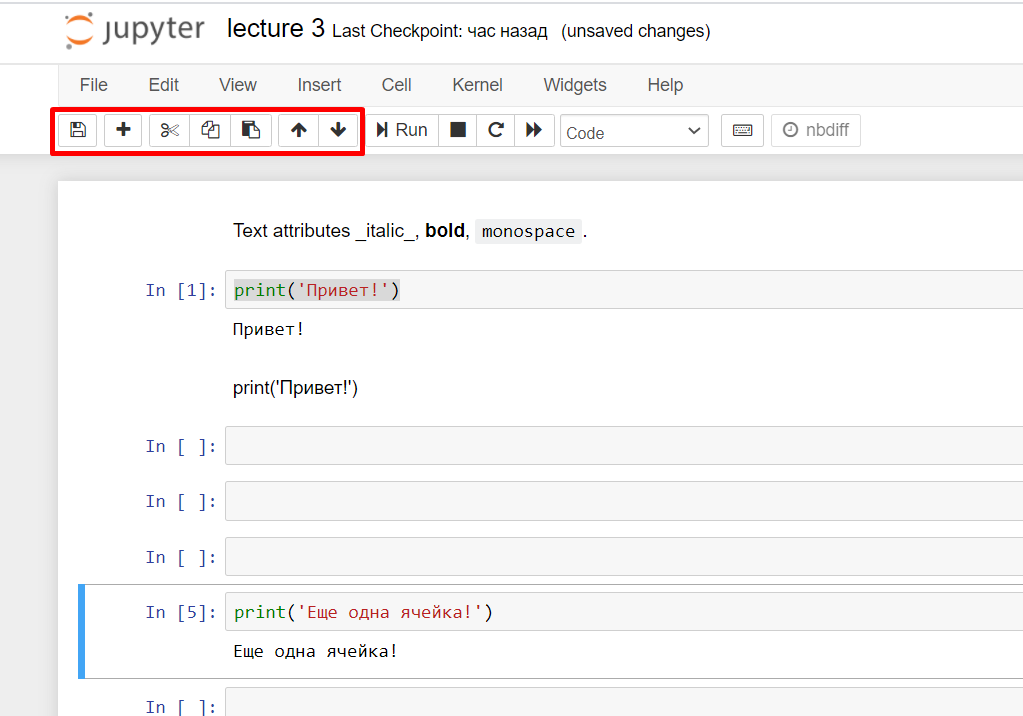 jupyter lecture 3 Last Checkpoint: час назад (unsaved changes)
File Edit View Insert Cell Kernel Widgets Help
Run Code nbdiff
Text attributes _italic_, bold, monospace.
In [1]: print('Привет!')
Привет!
print('Привет!')
In [ ]:
In [ ]:
In [ ]:
In [5]: print('Еще одна ячейка!')
Еще одна ячейка!
In [ ]: